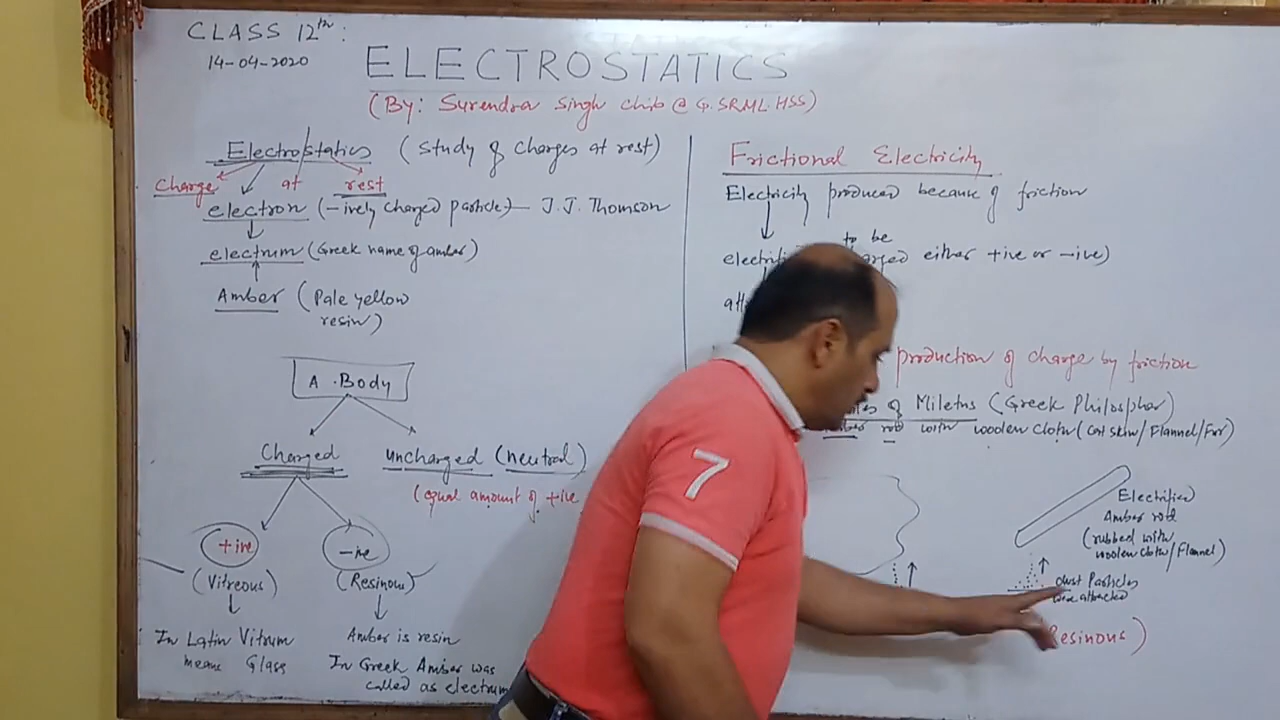 CLASS 12th:
14-04-2020
ELECTROSTATICS
(By: Surendra Singh Chib @ G. SRML HSS)
Electrostatics (Study of charges at rest)
Charge at rest
electron (-ively charged particle) — J.J. Thomson
electrum (Greek name of amber)
Amber (Pale yellow
resin)
A Body
Charged
uncharged (neutral)
(equal amount of +ive
+ive
-ive
(Vitreous)
(Resinous)
In Latin Vitrum
means Glass
Amber is resin
In Greek Amber was
called as electrum
Frictional Electricity
Electricity produced because of friction
to be
either +ive or -ive)
production of charge by friction
of Miletus (Greek Philosphar)
rod with woolen cloth (Cat skin/Flannel/Fur)
Electrified
Amber rod
(rubbed with
woolen cloth/Flannel)
dust Particles
were attracted
Resinous)
7